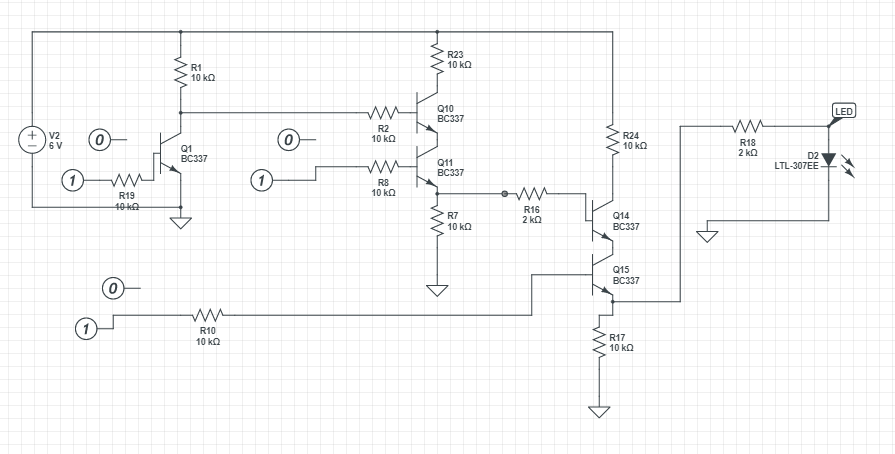 R1
10 kΩ
R23
10 kΩ
LED
V2
6 V
0
Q1
BC337
R2
10 kΩ
Q10
BC337
0
R24
10 kΩ
R18
2 kΩ
D2
LTL-307EE
1
R19
10 kΩ
1
R8
10 kΩ
Q11
BC337
R7
10 kΩ
R16
2 kΩ
Q14
BC337
Q15
BC337
0
1
R10
10 kΩ
R17
10 kΩ